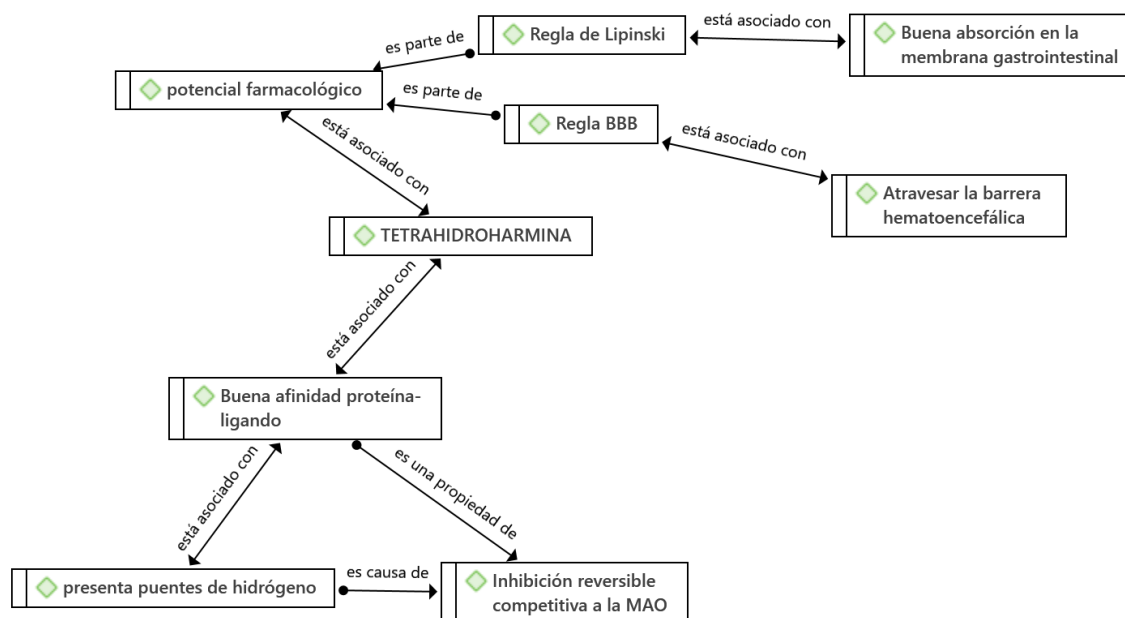 está asociado con
es parte de
Regla de Lipinski
Buena absorción en la
membrana gastrointestinal
potencial farmacológico
es parte de
Regla BBB
está asociado con
está asociado con
Atravesar la barrera
hematoencefálica
TETRAHIDROHARMINA
está asociado con
Buena afinidad proteína-
ligando
está asociado con
es una propiedad de
presenta puentes de hidrógeno
es causa de
Inhibición reversible
competitiva a la MAO